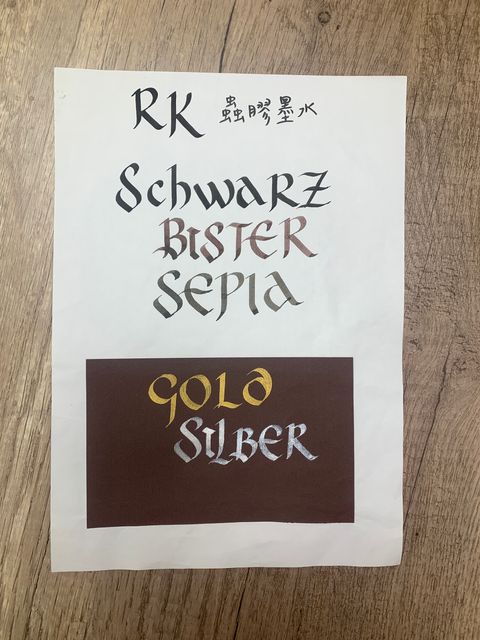 RK 蟲膠墨水
Schwarz
BISTER
SEPIA
GOLD
SILBER